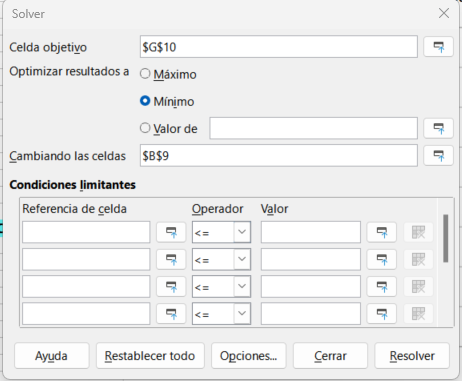 Solver
Celda objetivo $G$10
Optimizar resultados a Máximo
Mínimo
Valor de
Cambiando las celdas $B$9
Condiciones limitantes
Referencia de celda Operador Valor
<=
<=
<=
<=
Ayuda Restablecer todo Opciones... Cerrar Resolver